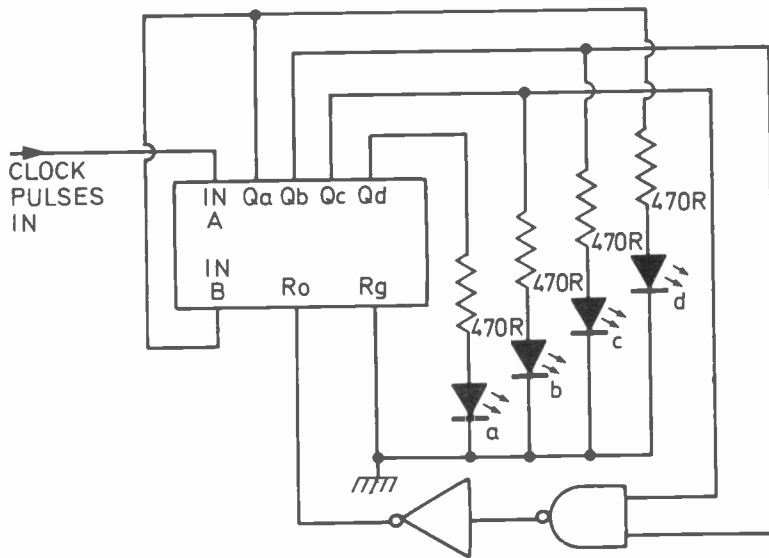 CLOCK
PULSES
IN
IN
A
Qa Qb Qc Qd
IN
B
Ro Rg
470R
470R
470R
470R
a
b
c
d